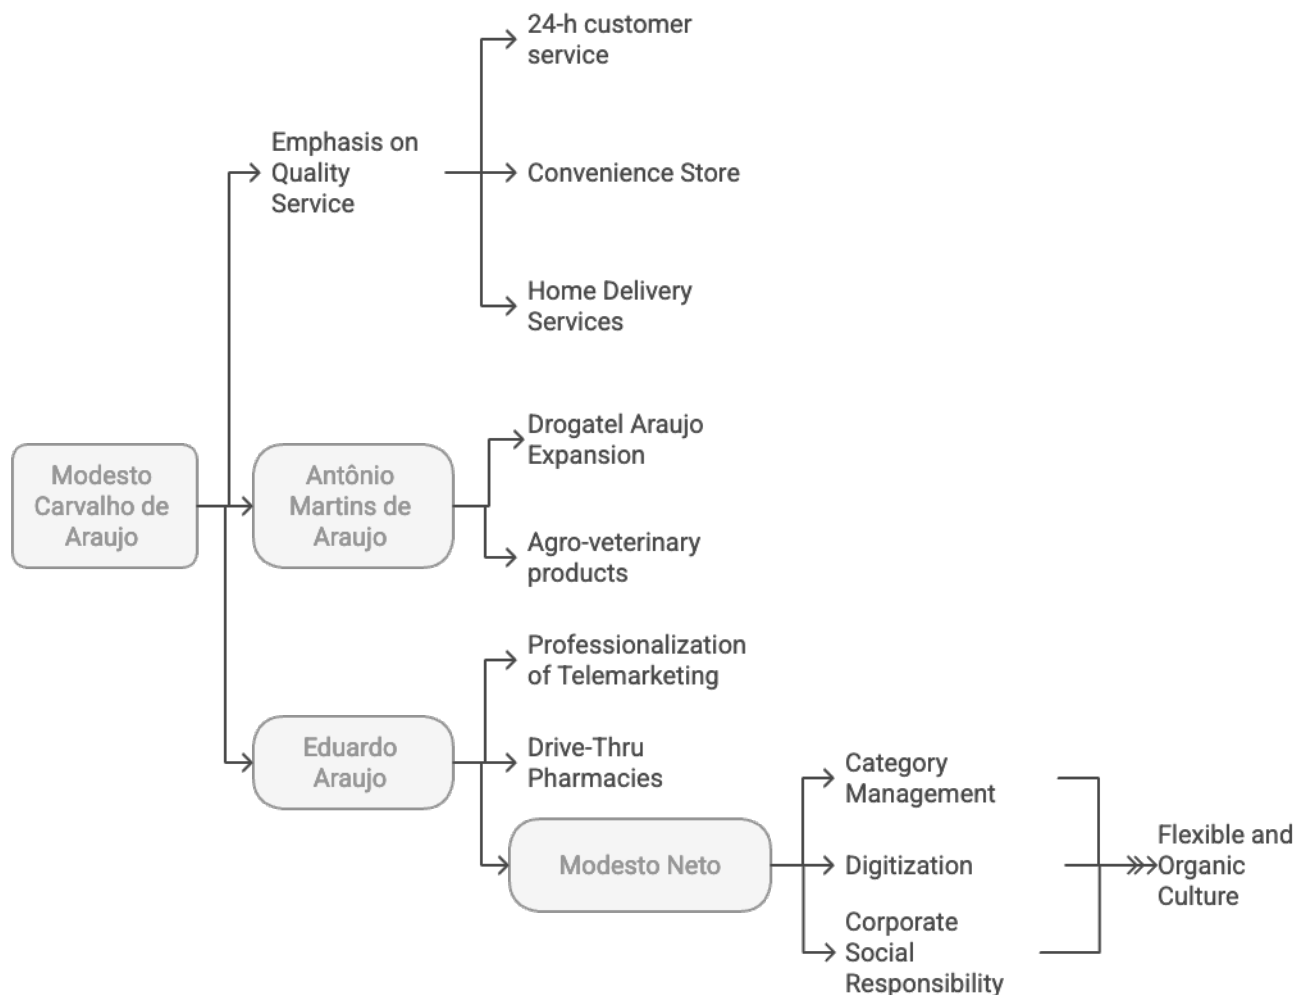 24-h customer
service
Emphasis on
Quality
Service
Convenience Store
Home Delivery
Services
Modesto
Carvalho de
Araujo
Antônio
Martins de
Araujo
Drogatel Araujo
Expansion
Agro-veterinary
products
Eduardo
Araujo
Professionalization
of Telemarketing
Drive-Thru
Pharmacies
Modesto Neto
Category
Management
Digitization
Corporate
Social
Responsibility
Flexible and
Organic
Culture